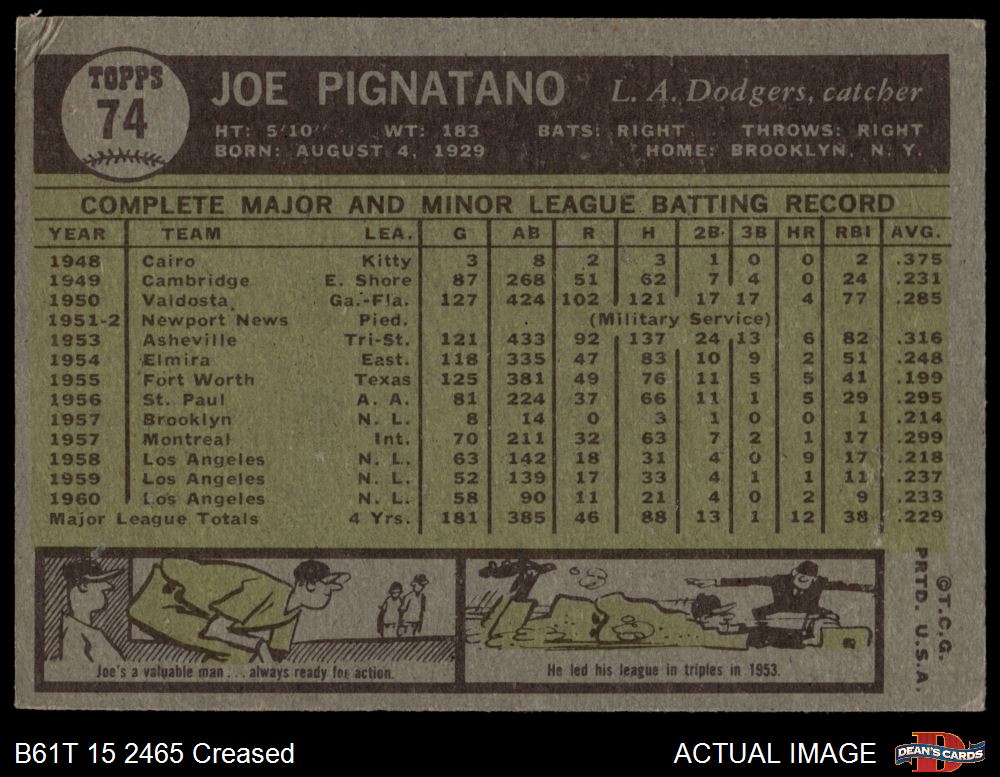 TOPPS
74
JOE PIGNATANO L. A. Dodgers, catcher
HT: 5'10" WT: 183 BATS: RIGHT THROWS: RIGHT
BORN: AUGUST 4, 1929 HOME: BROOKLYN, N. Y.
COMPLETE MAJOR AND MINOR LEAGUE BATTING RECORD
YEAR TEAM LEA. G AB R H 2B 3B HR RBI AVG.
1948 Cairo Kitty 3 8 2 3 1 0 0 2 .375
1949 Cambridge E. Shore 87 268 51 62 7 4 0 24 .231
1950 Valdosta Ga.-Fla. 127 424 102 121 17 17 4 77 .285
1951-2 Newport News Pied. (Military Service)
1953 Asheville Tri-St. 121 433 92 137 24 13 6 82 .316
1954 Elmira East. 118 335 47 83 10 9 2 51 .248
1955 Fort Worth Texas 125 381 49 76 11 5 5 41 .199
1956 St. Paul A. A. 81 224 37 66 11 1 5 29 .295
1957 Brooklyn N. L. 8 14 0 3 1 0 0 1 .214
1957 Montreal Int. 70 211 32 63 7 2 1 17 .299
1958 Los Angeles N. L. 63 142 18 31 4 0 9 17 .218
1959 Los Angeles N. L. 52 139 17 33 4 1 1 11 .237
1960 Los Angeles N. L. 58 90 11 21 4 0 2 9 .233
Major League Totals 4 Yrs. 181 385 46 88 13 1 12 38 .229
Joe's a valuable man... always ready for action.
He led his league in triples in 1953.
©T.C.G.
PRTD. U.S.A.
B61T 15 2465 Creased
ACTUAL IMAGE
DEAN'S CARDS